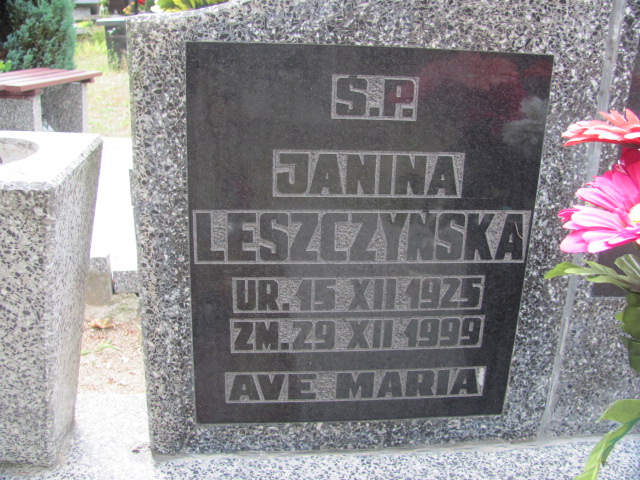 Ś.P.
JANINA
LESZCZYŃSKA
UR. 15 XII 1925
ZM. 29 XII 1999
AVE MARIA